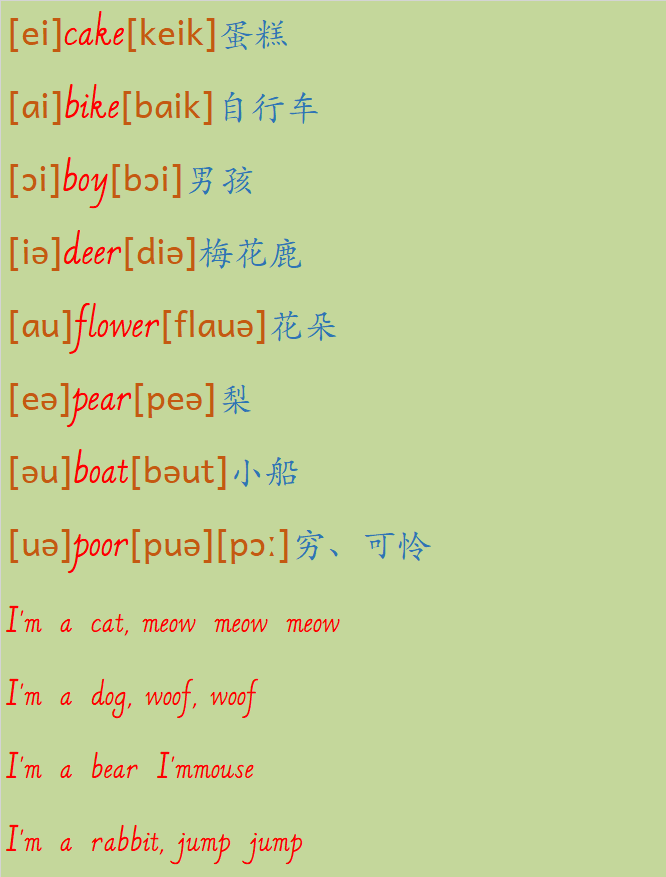 [ei]cake[keik]蛋糕
[ai]bike[baik]自行车
[ɔi]boy[bɔi]男孩
[iə]deer[diə]梅花鹿
[au]flower[flauə]花朵
[eə]pear[peə]梨
[əu]boat[bəut]小船
[uə]poor[puə][pɔː]穷、可怜
I'm a cat, meow meow meow
I'm a dog, woof, woof
I'm a bear I'mmouse
I'm a rabbit, jump jump